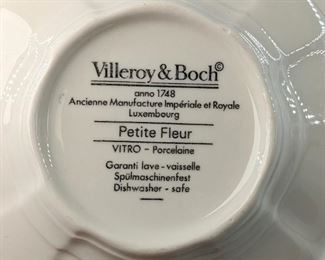 Villeroy & Boch©
anno 1748
Ancienne Manufacture Impériale et Royale
Luxembourg
Petite Fleur
VITRO – Porcelaine
Garanti lave - vaisselle
Spülmaschinenfest
Dishwasher - safe